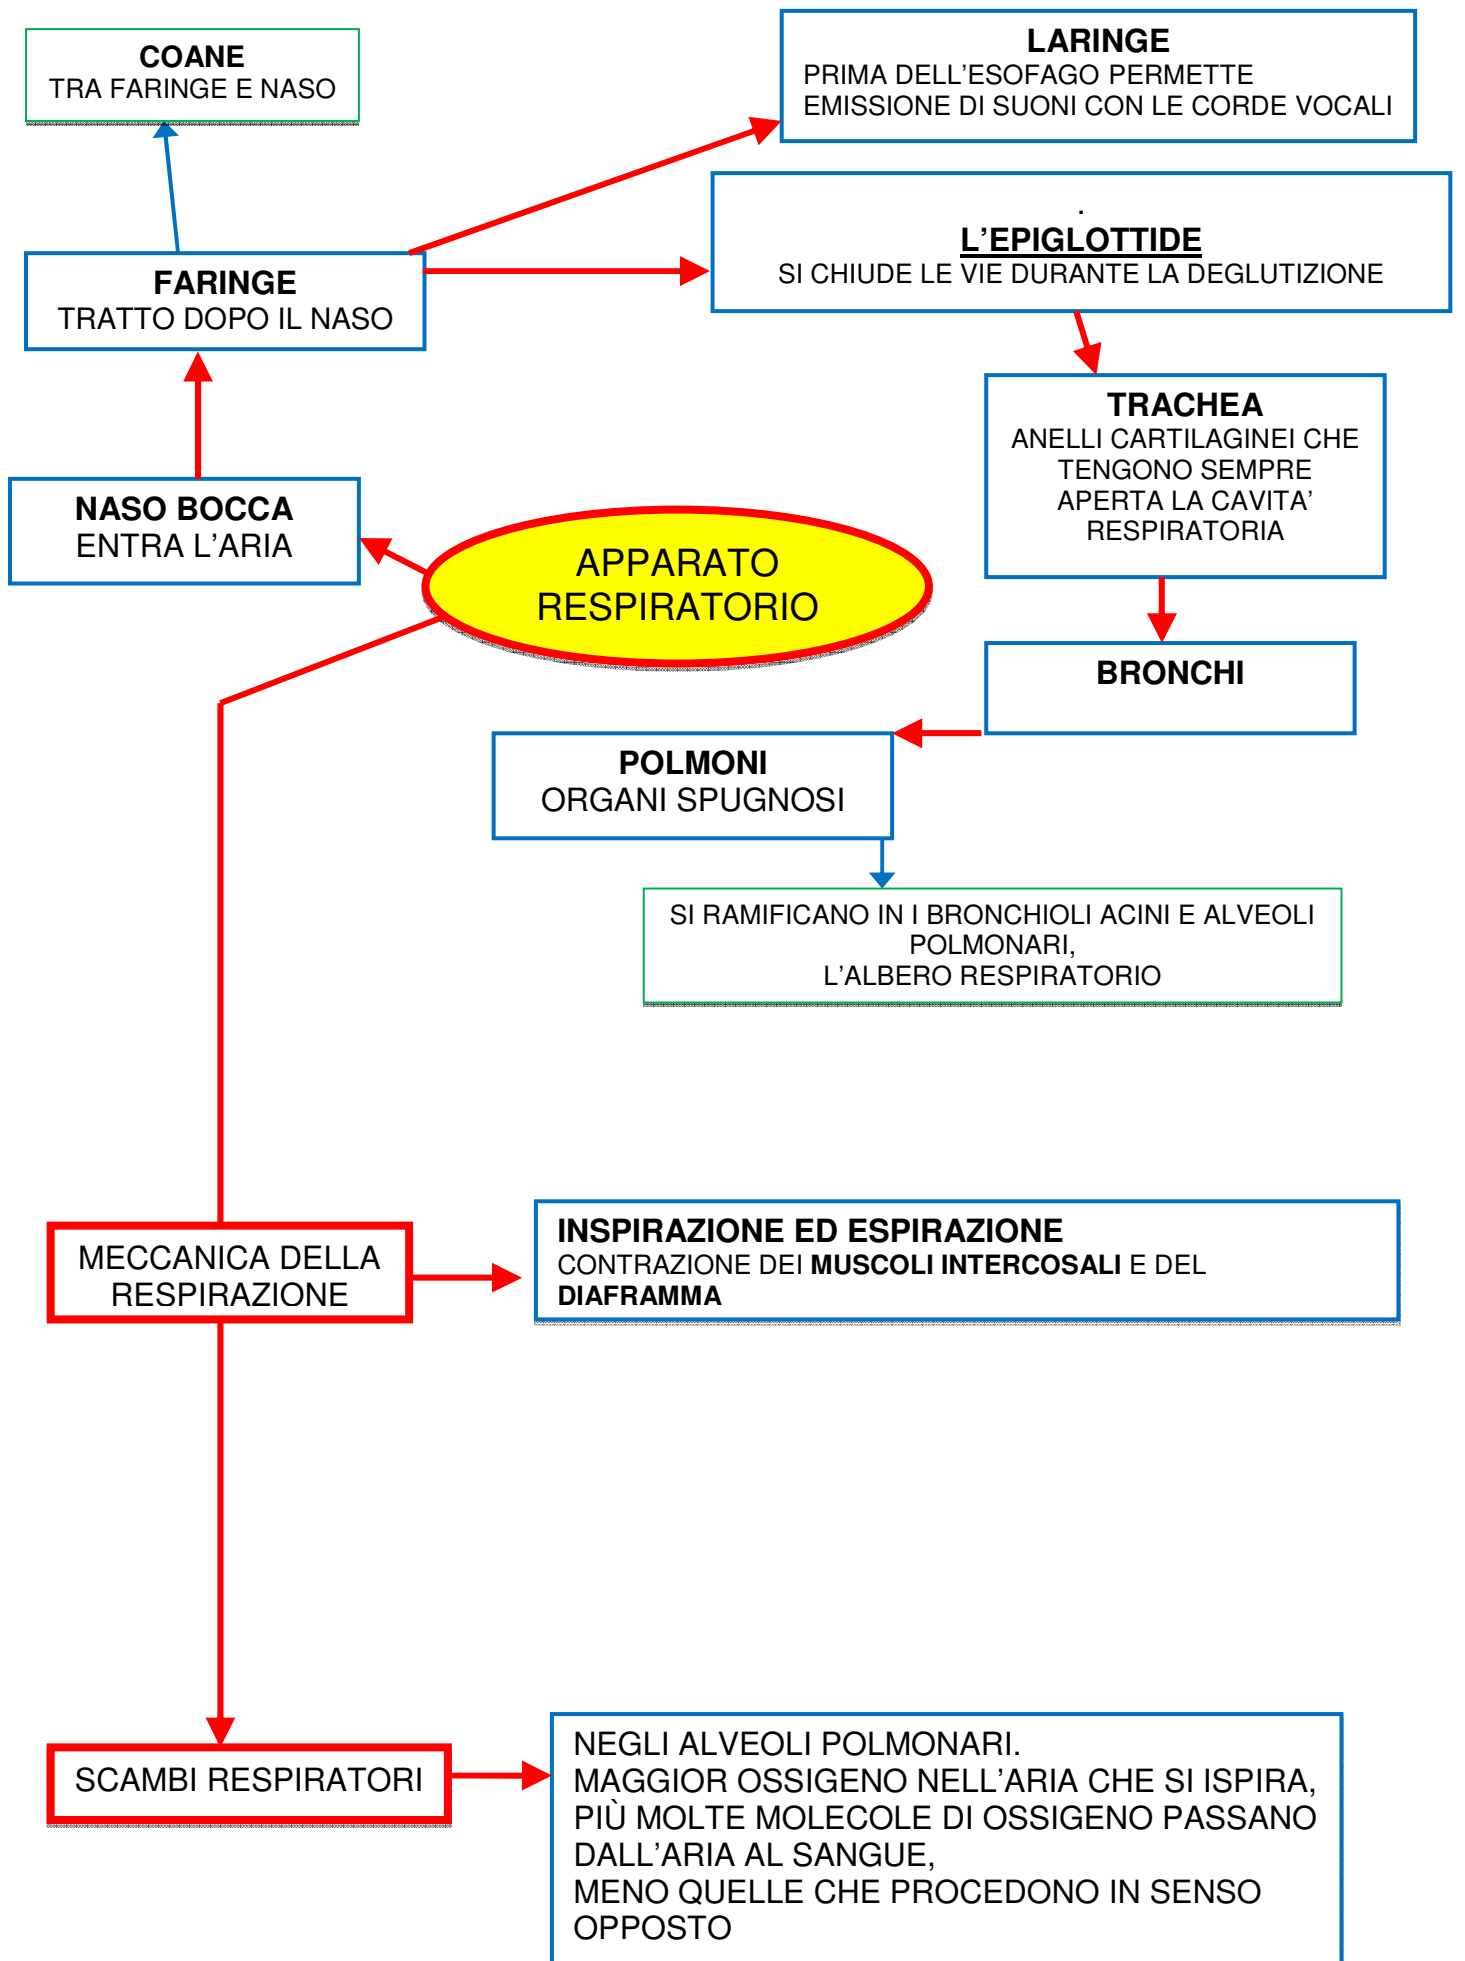 COANE
TRA FARINGE E NASO
LARINGE
PRIMA DELL'ESOFAGO PERMETTE
EMISSIONE DI SUONI CON LE CORDE VOCALI
.
L'EPIGLOTTIDE
SI CHIUDE LE VIE DURANTE LA DEGLUTIZIONE
FARINGE
TRATTO DOPO IL NASO
TRACHEA
ANELLI CARTILAGINEI CHE
TENGONO SEMPRE
APERTA LA CAVITA'
RESPIRATORIA
NASO BOCCA
ENTRA L'ARIA
APPARATO
RESPIRATORIO
BRONCHI
POLMONI
ORGANI SPUGNOSI
SI RAMIFICANO IN I BRONCHIOLI ACINI E ALVEOLI
POLMONARI,
L'ALBERO RESPIRATORIO
MECCANICA DELLA
RESPIRAZIONE
INSPIRAZIONE ED ESPIRAZIONE
CONTRAZIONE DEI MUSCOLI INTERCOSALI E DEL
DIAFRAMMA
SCAMBI RESPIRATORI
NEGLI ALVEOLI POLMONARI.
MAGGIOR OSSIGENO NELL'ARIA CHE SI ISPIRA,
PIÙ MOLTE MOLECOLE DI OSSIGENO PASSANO
DALL'ARIA AL SANGUE,
MENO QUELLE CHE PROCEDONO IN SENSO
OPPOSTO